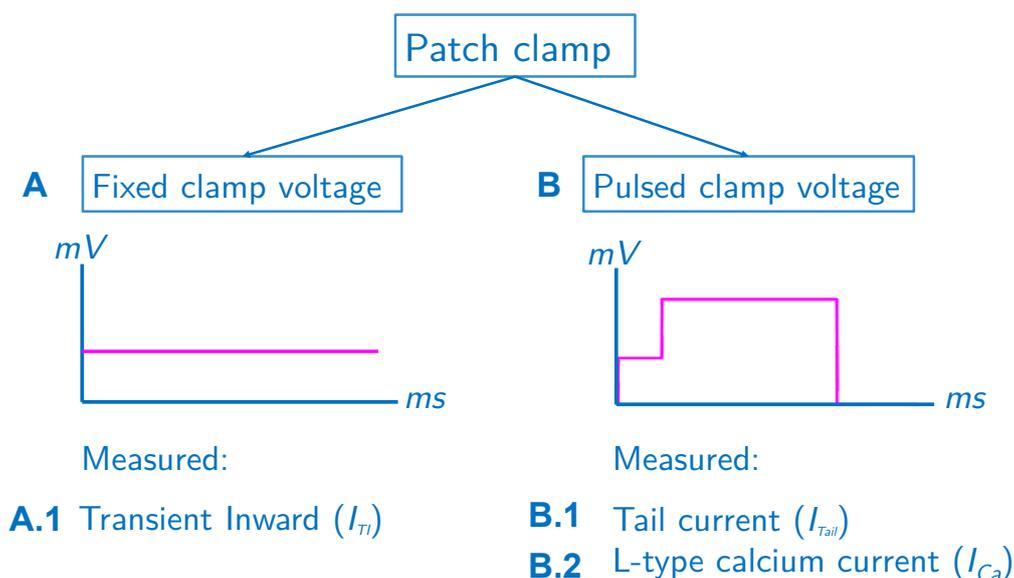 Patch clamp
A Fixed clamp voltage
B Pulsed clamp voltage
mV
ms
mV
ms
Measured:
A.1 Transient Inward (I_TI)
Measured:
B.1 Tail current (I_Tail)
B.2 L-type calcium current (I_Ca)